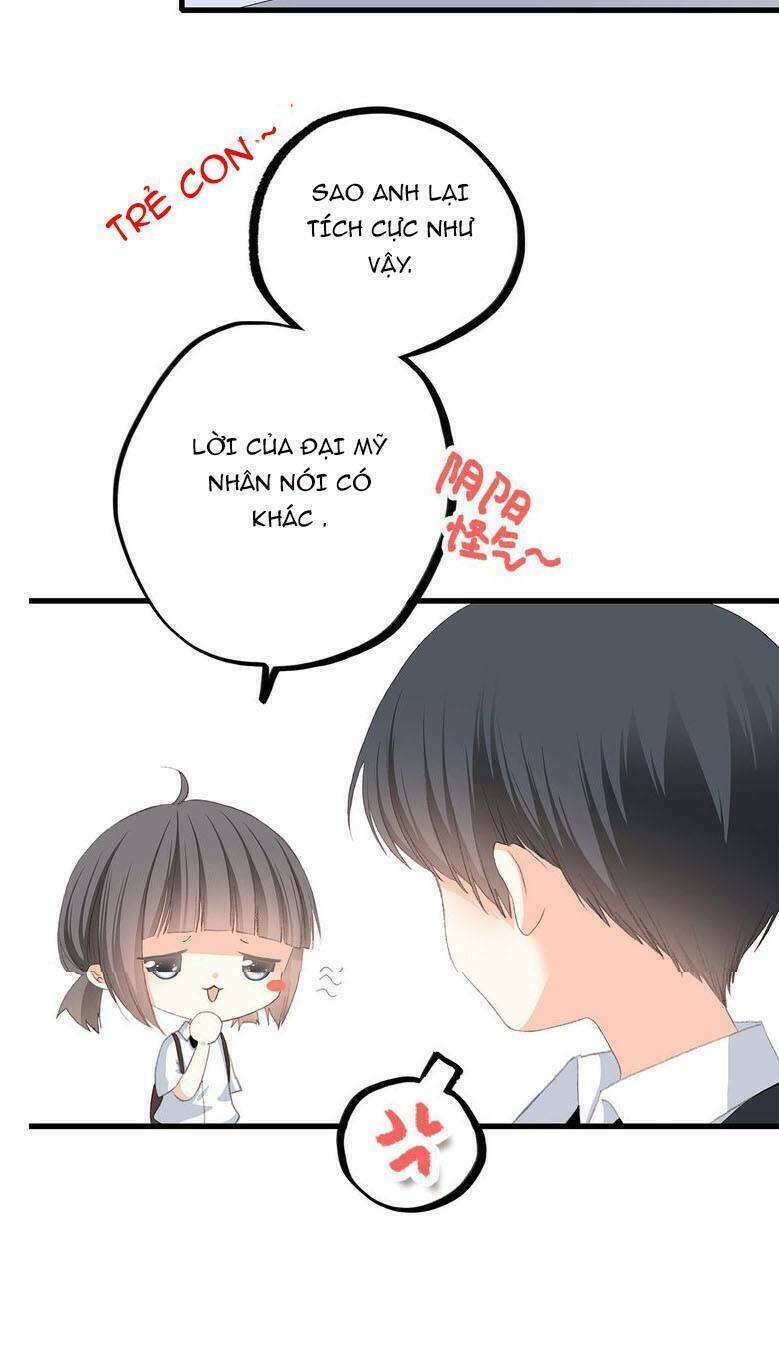 TRẺ CON~
SAO ANH LẠI
TÍCH CỰC NHƯ
VẬY.
LỜI CỦA ĐẠI MỸ
NHÂN NÓI CÓ
KHÁC .
阴阳
怪气~